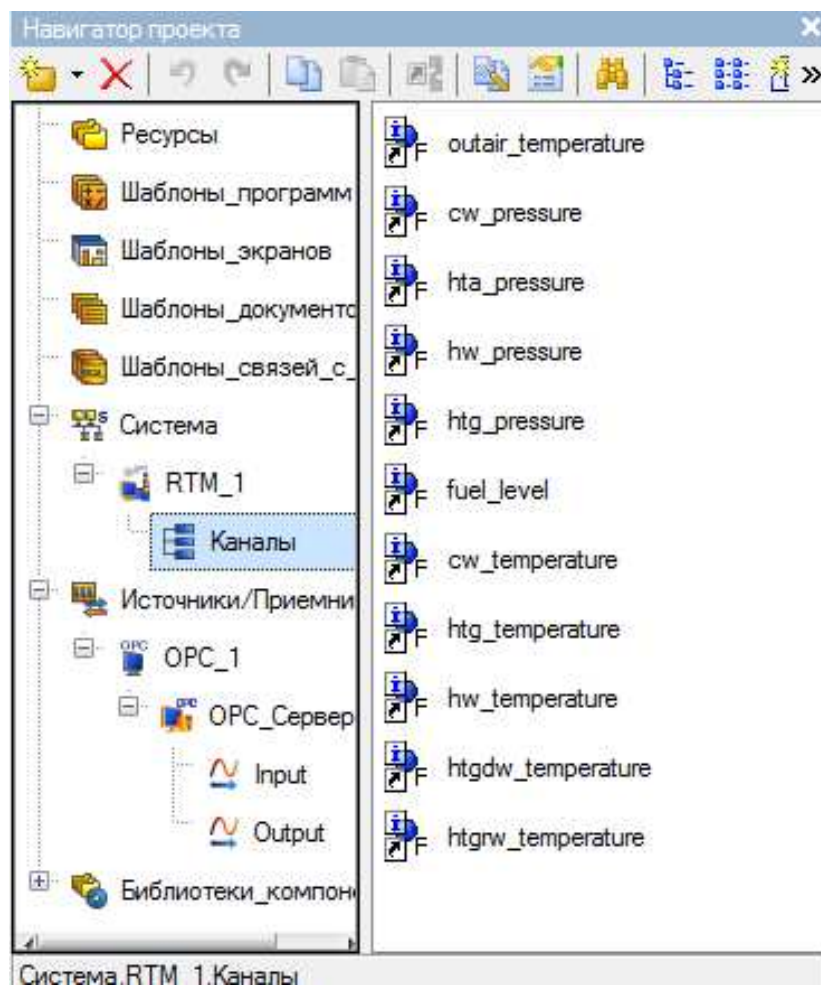 Навигатор проекта
Ресурсы
Шаблоны_программ
Шаблоны_экранов
Шаблоны_документо
Шаблоны_связей_с_
Система
RTM_1
Каналы
Источники/Приемни
OPC_1
OPC_Сервер
Input
Output
Библиотеки_компон
outair_temperature
cw_pressure
hta_pressure
hw_pressure
htg_pressure
fuel_level
cw_temperature
htg_temperature
hw_temperature
htgdw_temperature
htgrw_temperature
Система.RTM_1.Каналы